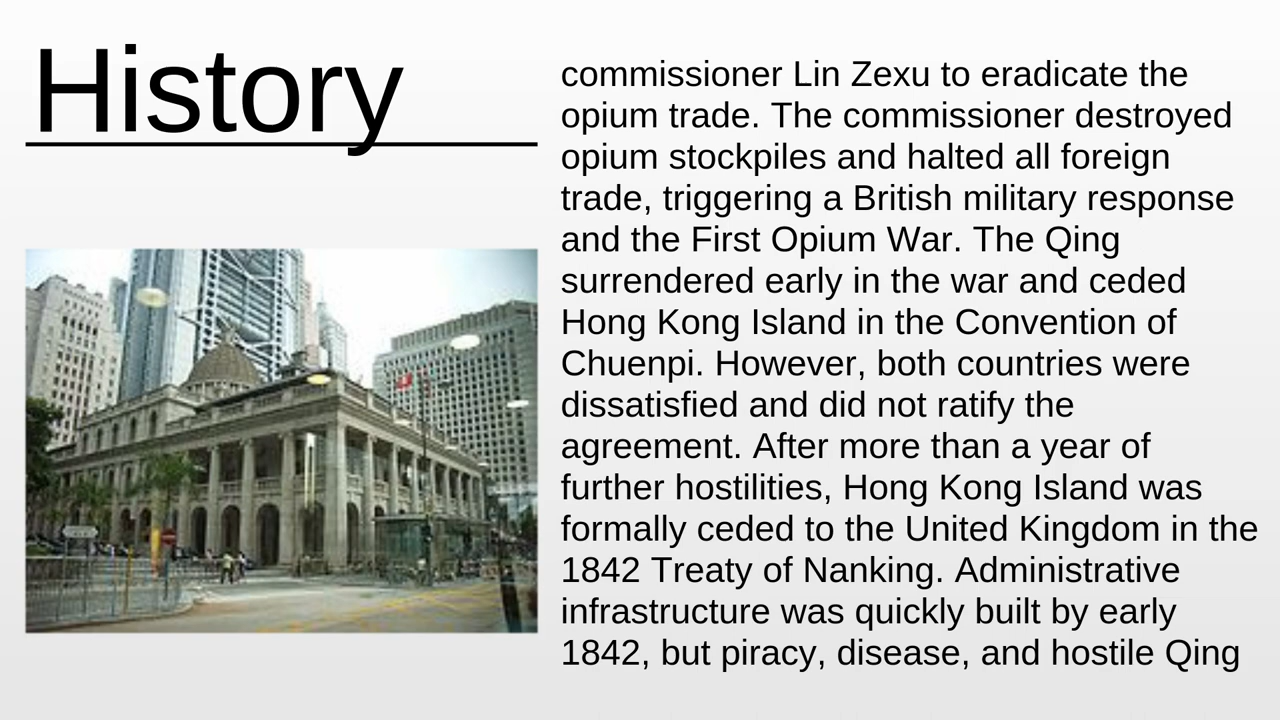 History
commissioner Lin Zexu to eradicate the
opium trade. The commissioner destroyed
opium stockpiles and halted all foreign
trade, triggering a British military response
and the First Opium War. The Qing
surrendered early in the war and ceded
Hong Kong Island in the Convention of
Chuenpi. However, both countries were
dissatisfied and did not ratify the
agreement. After more than a year of
further hostilities, Hong Kong Island was
formally ceded to the United Kingdom in the
1842 Treaty of Nanking. Administrative
infrastructure was quickly built by early
1842, but piracy, disease, and hostile Qing